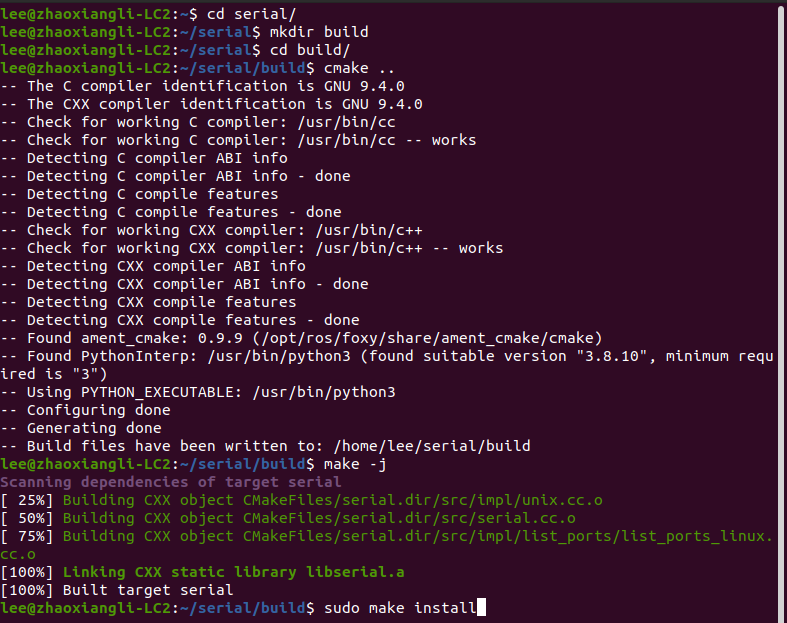 lee@zhaoxiangli-LC2:~$ cd serial/
lee@zhaoxiangli-LC2:~/serial$ mkdir build
lee@zhaoxiangli-LC2:~/serial$ cd build/
lee@zhaoxiangli-LC2:~/serial/build$ cmake ..
-- The C compiler identification is GNU 9.4.0
-- The CXX compiler identification is GNU 9.4.0
-- Check for working C compiler: /usr/bin/cc
-- Check for working C compiler: /usr/bin/cc -- works
-- Detecting C compiler ABI info
-- Detecting C compiler ABI info - done
-- Detecting C compile features
-- Detecting C compile features - done
-- Check for working CXX compiler: /usr/bin/c++
-- Check for working CXX compiler: /usr/bin/c++ -- works
-- Detecting CXX compiler ABI info
-- Detecting CXX compiler ABI info - done
-- Detecting CXX compile features
-- Detecting CXX compile features - done
-- Found ament_cmake: 0.9.9 (/opt/ros/foxy/share/ament_cmake/cmake)
-- Found PythonInterp: /usr/bin/python3 (found suitable version "3.8.10", minimum requ
ired is "3")
-- Using PYTHON_EXECUTABLE: /usr/bin/python3
-- Configuring done
-- Generating done
-- Build files have been written to: /home/lee/serial/build
lee@zhaoxiangli-LC2:~/serial/build$ make -j
Scanning dependencies of target serial
[ 25%] Building CXX object CMakeFiles/serial.dir/src/impl/unix.cc.o
[ 50%] Building CXX object CMakeFiles/serial.dir/src/serial.cc.o
[ 75%] Building CXX object CMakeFiles/serial.dir/src/impl/list_ports/list_ports_linux.
cc.o
[100%] Linking CXX static library libserial.a
[100%] Built target serial
lee@zhaoxiangli-LC2:~/serial/build$ sudo make install